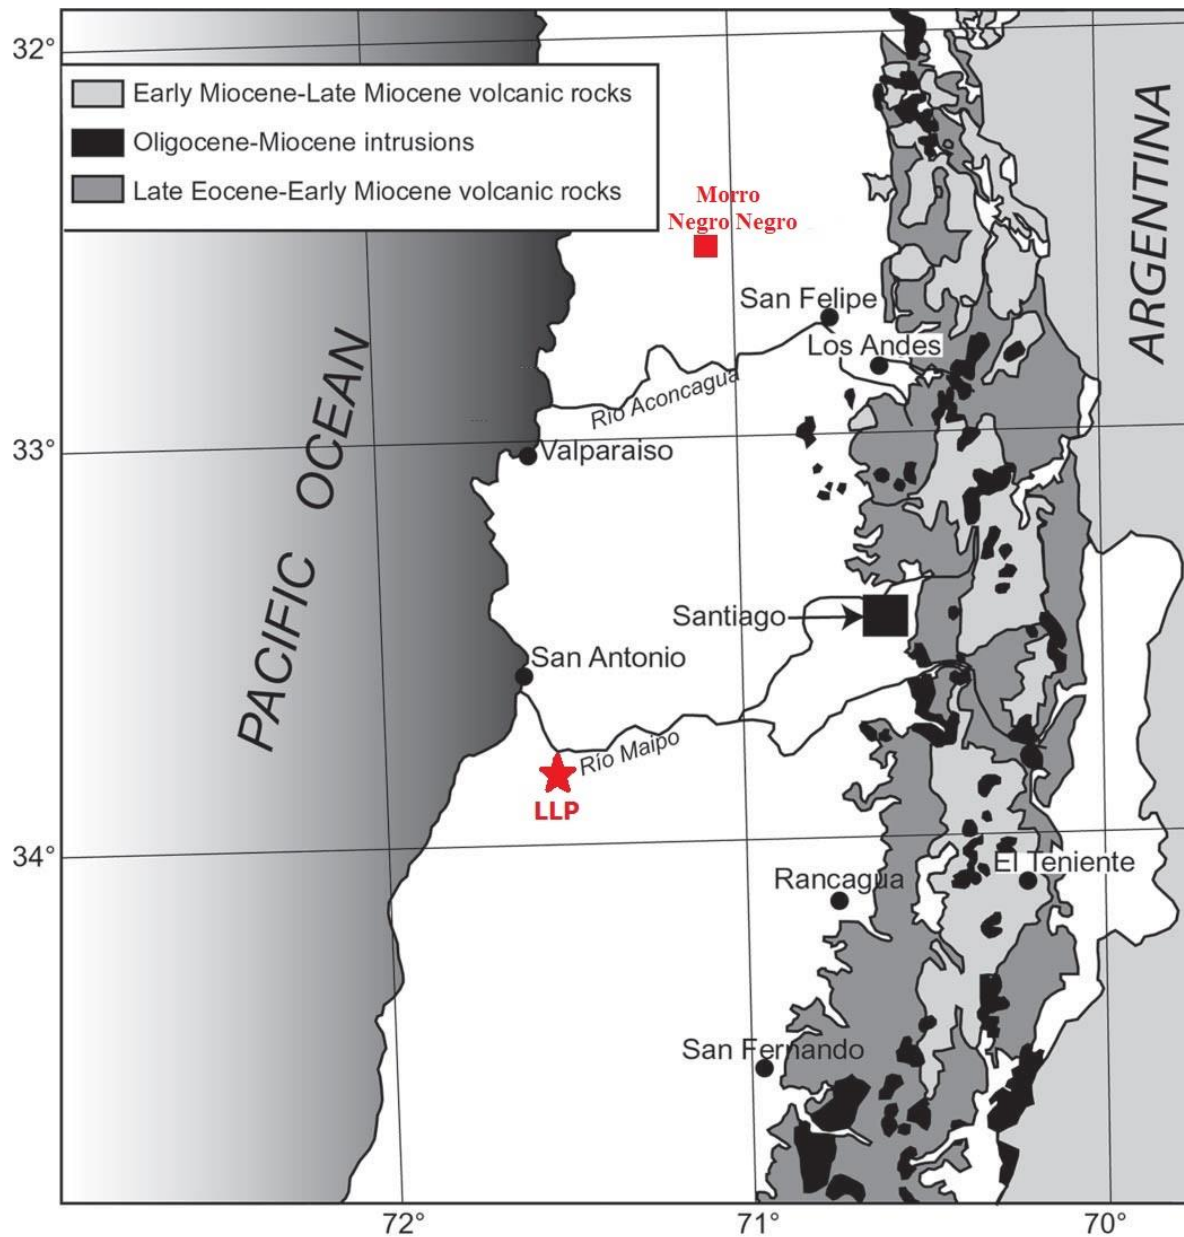 32°
Early Miocene-Late Miocene volcanic rocks
Oligocene-Miocene intrusions
Late Eocene-Early Miocene volcanic rocks
ARGENTINA
Morro
Negro Negro
San Felipe
Los Andes
Río Aconcagua
PACIFIC OCEAN
33°
Valparaiso
Santiago
San Antonio
Río Maipo
LLP
34°
El Teniente
Rancagua
San Fernando
72°
71°
70°